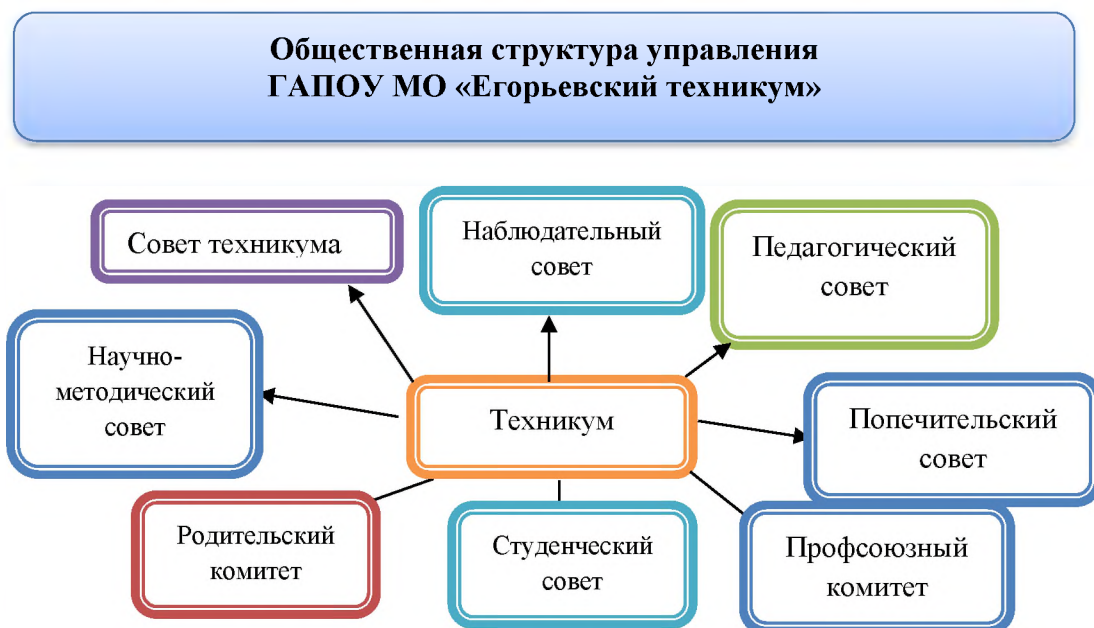 Общественная структура управления
ГАПОУ МО «Егорьевский техникум»
Совет техникума
Наблюдательный
совет
Педагогический
совет
Научно-
методический
совет
Техникум
Попечительский
совет
Родительский
комитет
Студенческий
совет
Профсоюзный
комитет